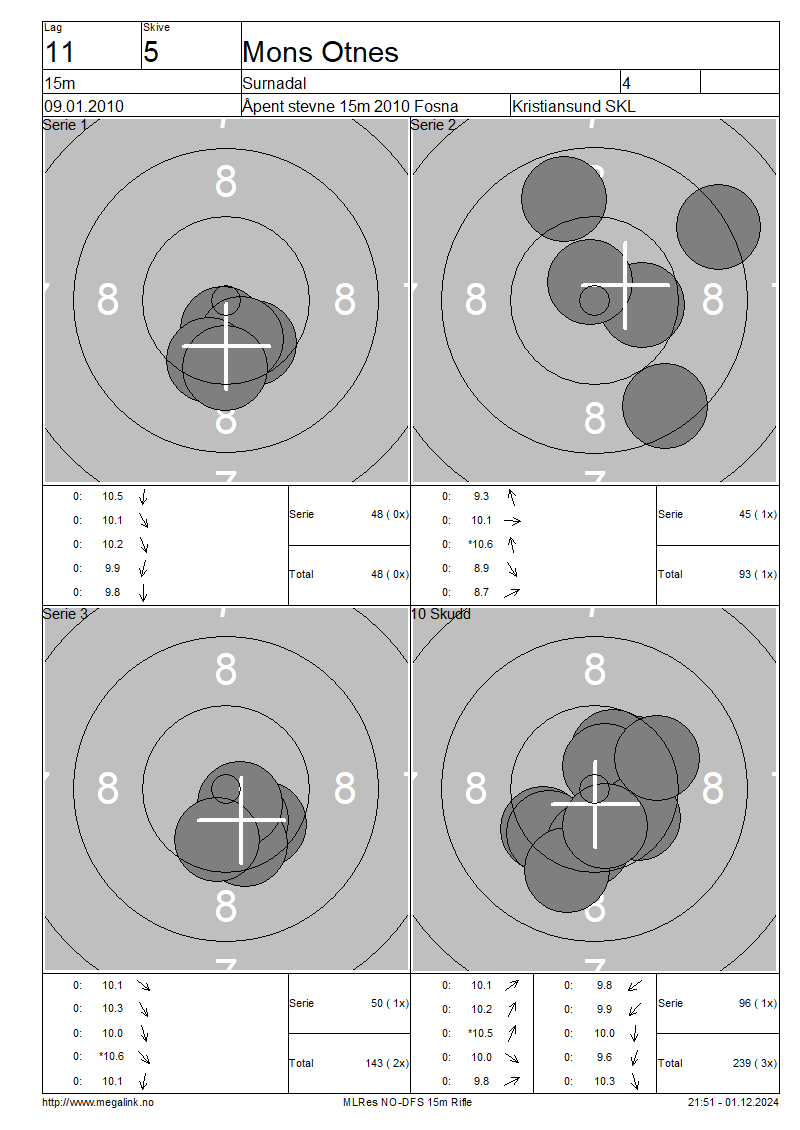 Lag Skive
11 5 Mons Otnes
15m Surnadal 4
09.01.2010 Åpent stevne 15m 2010 Fosna Kristiansund SKL
Serie 1 Serie 2
8 8
8 8 8 8
8 8
7 7
0: 10.5 0: 9.3
0: 10.1 Serie 48 ( 0x) 0: 10.1 Serie 45 ( 1x)
0: 10.2 0: *10.6
0: 9.9 Total 48 ( 0x) 0: 8.9 Total 93 ( 1x)
0: 9.8 0: 8.7
Serie 3 10 Skudd
8 8
8 8 8 8
8 8
7 7
0: 10.1 0: 10.1 0: 9.8
0: 10.3 Serie 50 ( 1x) 0: 10.2 0: 9.9 Serie 96 ( 1x)
0: 10.0 0: *10.5 0: 10.0
0: *10.6 Total 143 ( 2x) 0: 10.0 0: 9.6 Total 239 ( 3x)
0: 10.1 0: 9.8 0: 10.3
http://www.megalink.no MLRes NO-DFS 15m Rifle 21:51 - 01.12.2024